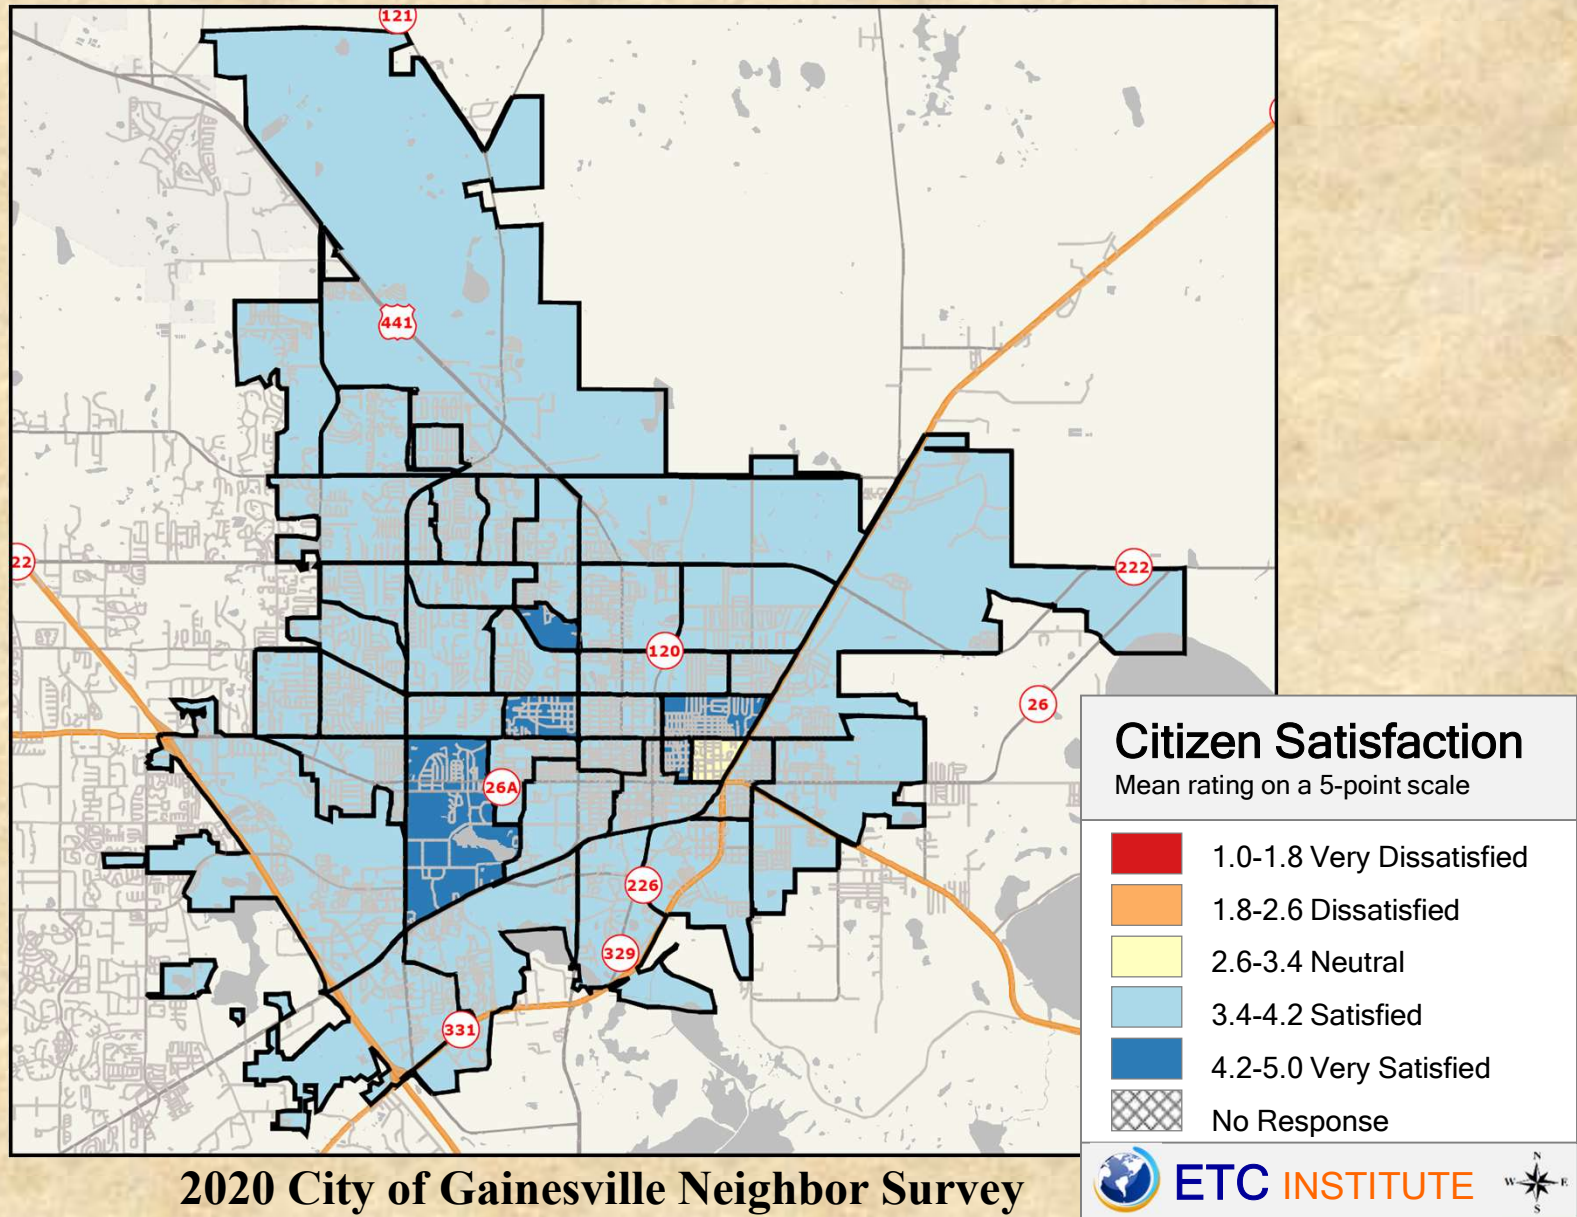 121
441
22
222
120
26
26A
226
329
331
Citizen Satisfaction
Mean rating on a 5-point scale
1.0-1.8 Very Dissatisfied
1.8-2.6 Dissatisfied
2.6-3.4 Neutral
3.4-4.2 Satisfied
4.2-5.0 Very Satisfied
No Response
2020 City of Gainesville Neighbor Survey
ETC INSTITUTE
N
W E
S